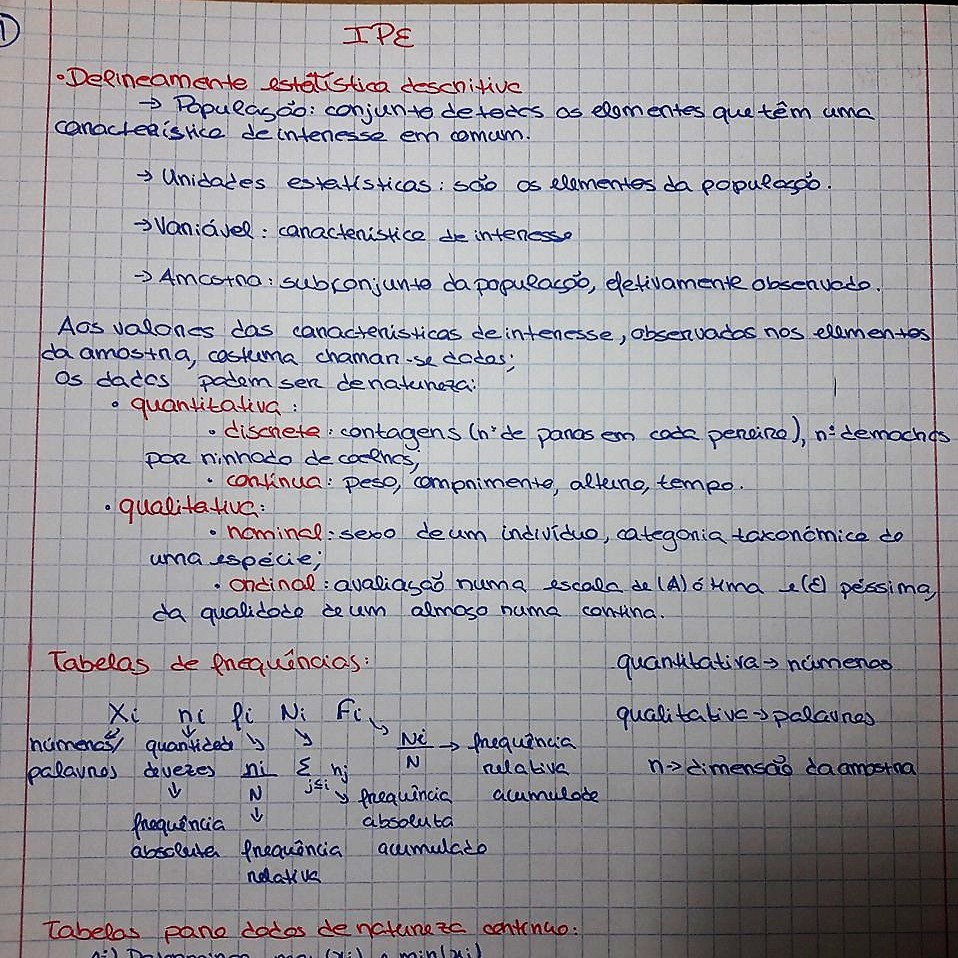 1
IPE
• Delineamento estatística descritiva
→ População: conjunto de todos os elementos que têm uma
característica de interesse em comum.
→ Unidades estatísticas: são os elementos da população.
→ Variável: característica de interesse
→ Amostra: subconjunto da população, efetivamente observado.
Aos valores das características de interesse, observados nos elementos
da amostra, costuma chamar-se dados;
Os dados podem ser de natureza:
• quantitativa:
• discreta: contagens (nº de paras em cada pereira), nº de machos
por ninhada de coelhos;
• contínua: peso, comprimento, altura, tempo.
• qualitativa:
• nominal: sexo de um indivíduo, categoria taxonómica de
uma espécie;
• ordinal: avaliação numa escala de (A) ótima e (E) péssima,
da qualidade de um almoço numa cantina.
Tabelas de frequências: quantitativa → números
Xi ni fi Ni Fi qualitativa → palavras
números/ quantidade Ni/N → frequência
palavras de vezes ni/N Σ j≤i nj relativa n → dimensão da amostra
frequência acumulada
frequência absoluta
absoluta frequência acumulada
relativa
Tabelas para dados de natureza contínua: